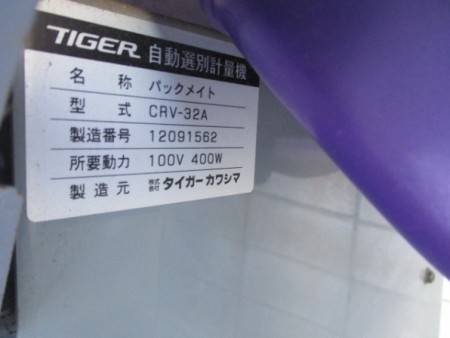 TIGER 自動選別計量機
名称 パックメイト
型式 CRV-32A
製造番号 12091562
所要動力 100V 400W
製造元 株式会社 タイガーカワシマ